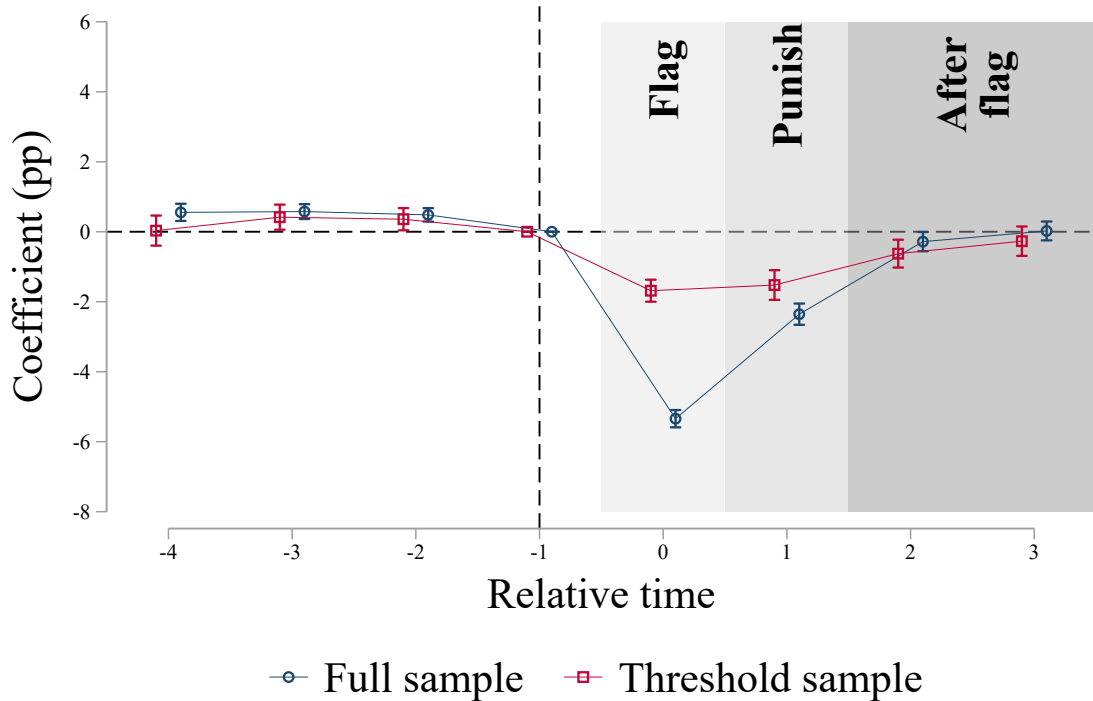 6
4
2
0
-2
-4
-6
-8
Coefficient (pp)
Flag
Punish
After
flag
-4
-3
-2
-1
0
1
2
3
Relative time
Full sample
Threshold sample